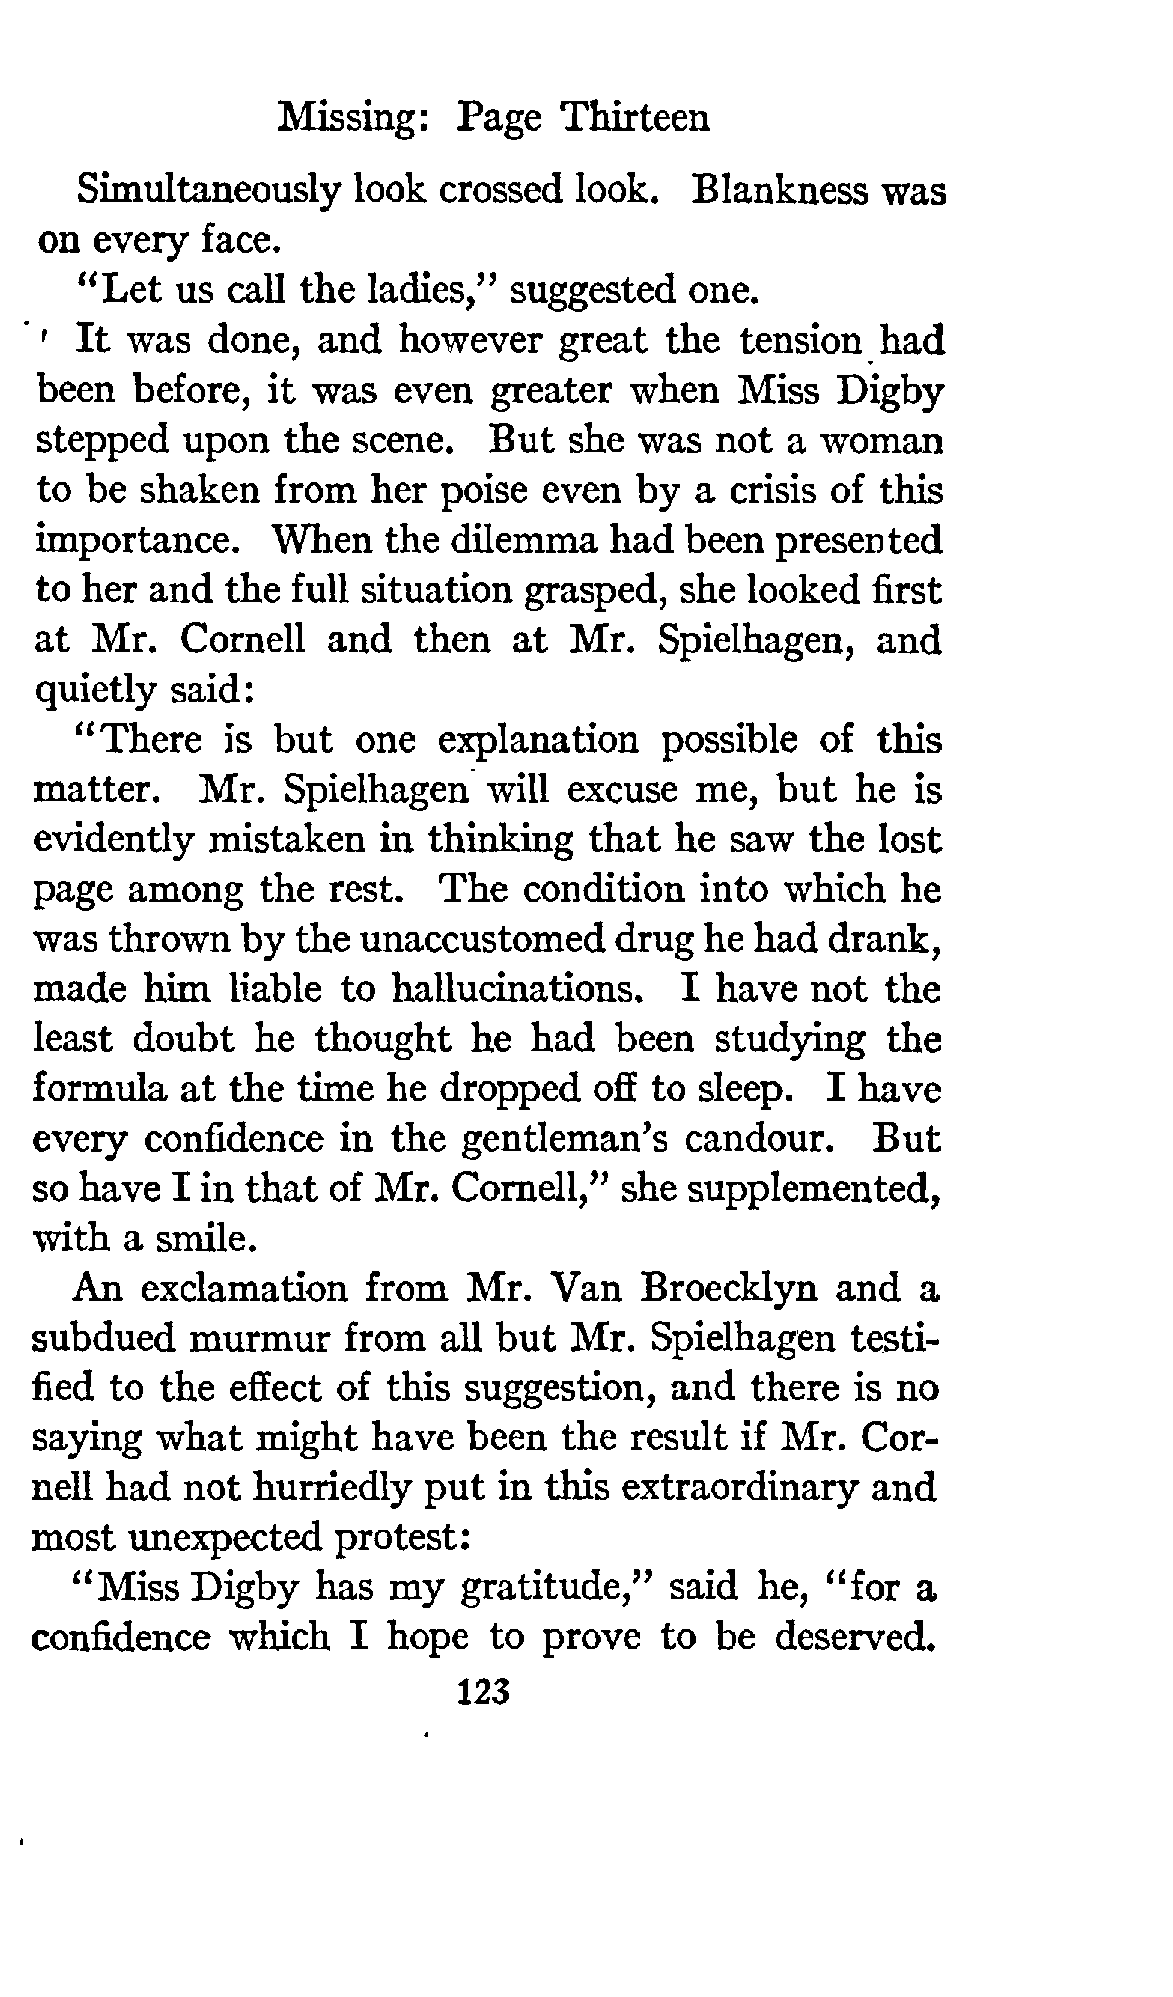 Missing: Page Thirteen
Simultaneously look crossed look. Blankness was
on every face.
"Let us call the ladies," suggested one.
It was done, and however great the tension had
been before, it was even greater when Miss Digby
stepped upon the scene. But she was not a woman
to be shaken from her poise even by a crisis of this
importance. When the dilemma had been presented
to her and the full situation grasped, she looked first
at Mr. Cornell and then at Mr. Spielhagen, and
quietly said:
"There is but one explanation possible of this
matter. Mr. Spielhagen will excuse me, but he is
evidently mistaken in thinking that he saw the lost
page among the rest. The condition into which he
was thrown by the unaccustomed drug he had drank,
made him liable to hallucinations. I have not the
least doubt he thought he had been studying the
formula at the time he dropped off to sleep. I have
every confidence in the gentleman's candour. But
so have I in that of Mr. Cornell," she supplemented,
with a smile.
An exclamation from Mr. Van Broecklyn and a
subdued murmur from all but Mr. Spielhagen testi-
fied to the effect of this suggestion, and there is no
saying what might have been the result if Mr. Cor-
nell had not hurriedly put in this extraordinary and
most unexpected protest:
"Miss Digby has my gratitude," said he, "for a
confidence which I hope to prove to be deserved.
123